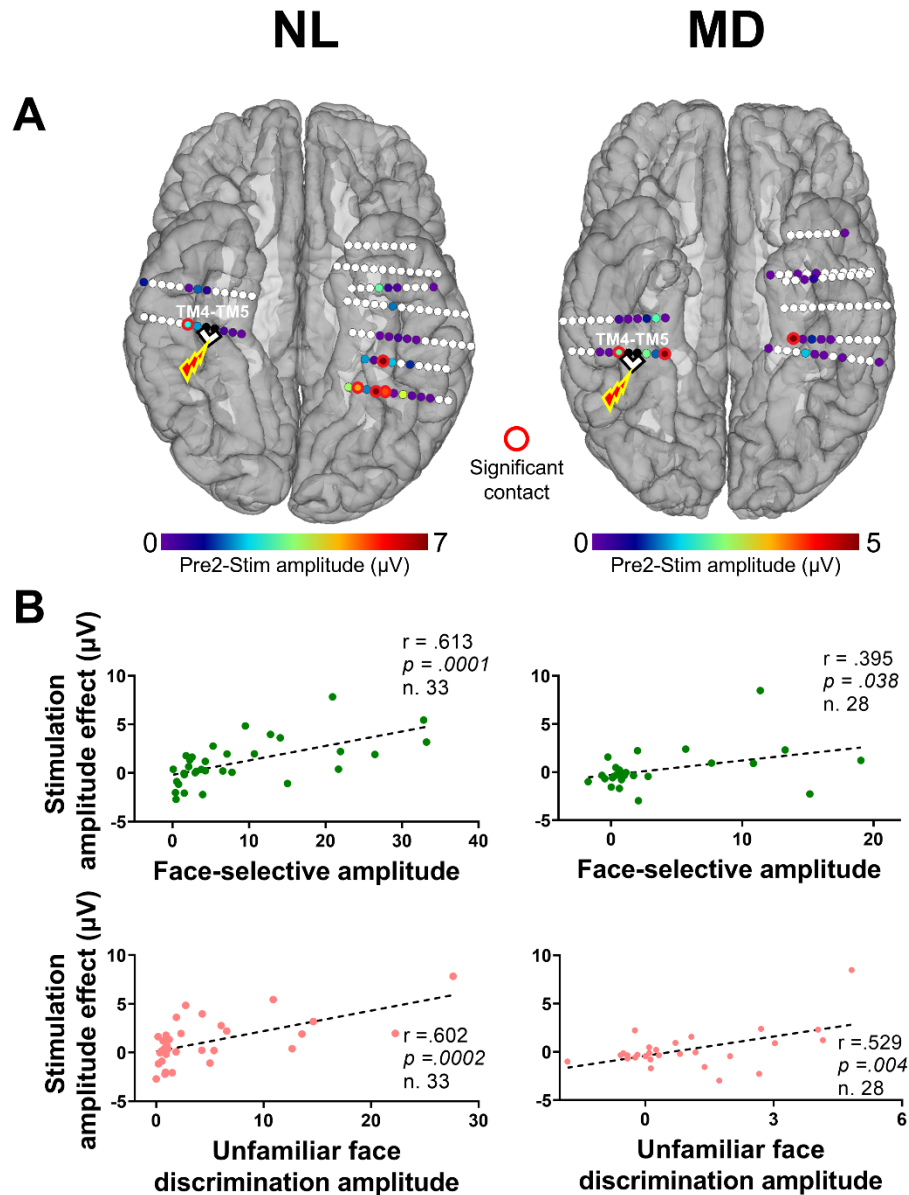 NL
MD
A
TM4-TM5
TM4-TM5
Significant
contact
0
7
Pre2-Stim amplitude (µV)
0
5
Pre2-Stim amplitude (µV)
B
Stimulation
amplitude effect (µV)
10
5
0
-5
0
10
20
30
40
r = .613
p = .0001
n. 33
Face-selective amplitude
10
5
0
-5
0
10
20
r = .395
p = .038
n. 28
Face-selective amplitude
Stimulation
amplitude effect (µV)
10
5
0
-5
0
10
20
30
r =.602
p =.0002
n. 33
Unfamiliar face
discrimination amplitude
10
5
0
-5
0
3
6
r =.529
p =.004
n. 28
Unfamiliar face
discrimination amplitude